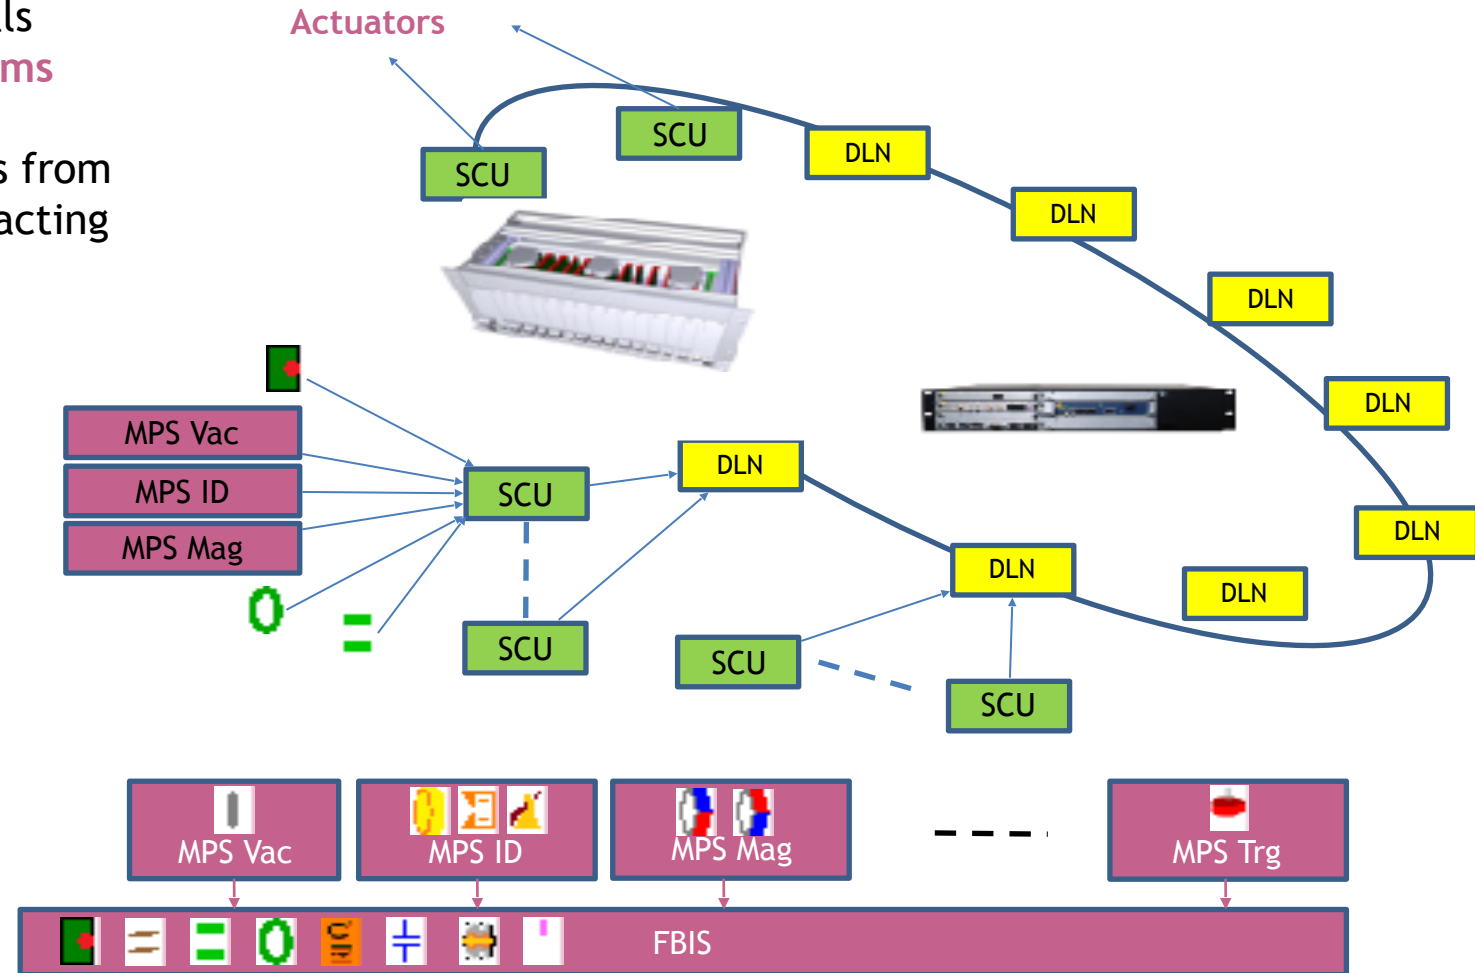 ls
ms
s from
acting
Actuators
SCU
SCU
DLN
DLN
DLN
DLN
DLN
DLN
DLN
DLN
MPS Vac
MPS ID
MPS Mag
SCU
SCU
SCU
SCU
MPS Vac
MPS ID
MPS Mag
MPS Trg
FBIS